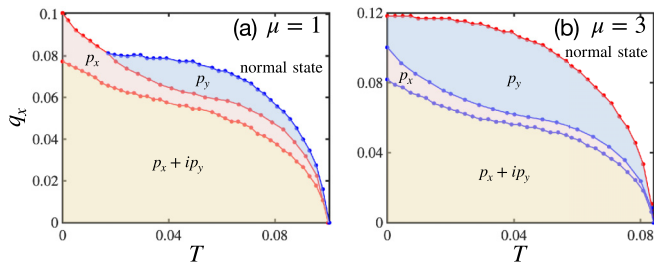 (a) μ = 1
0.1
0.08
0.06
0.04
0.02
0
q_x
p_x
p_y
normal state
p_x + ip_y
0 0.04 0.08
T
(b) μ = 3
0.12
0.08
0.04
0
p_x
p_y
normal state
p_x + ip_y
0 0.04 0.08
T